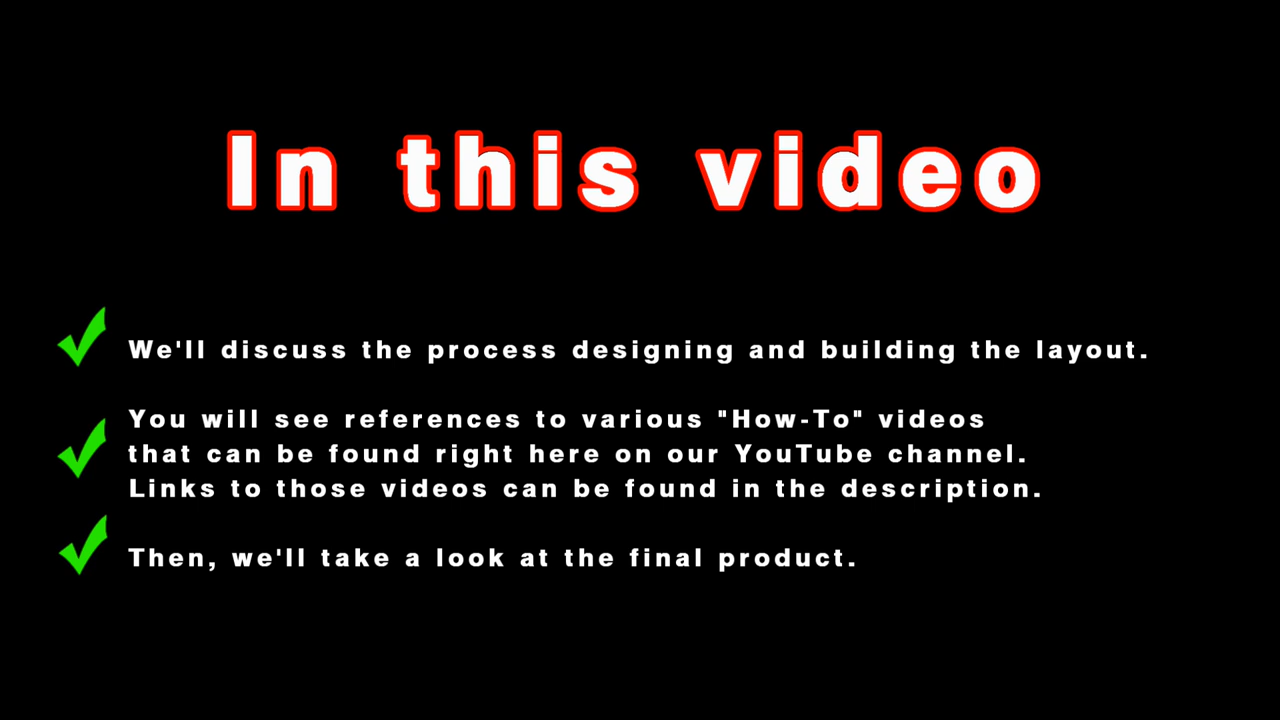 In this video
We'll discuss the process designing and building the layout.
You will see references to various "How-To" videos
that can be found right here on our YouTube channel.
Links to those videos can be found in the description.
Then, we'll take a look at the final product.